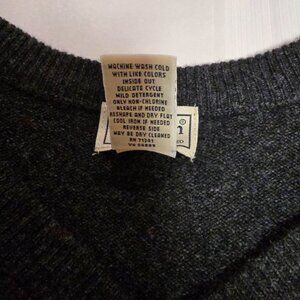 MACHINE WASH COLD
WITH LIKE COLORS
INSIDE OUT
DELICATE CYCLE
MILD DETERGENT
ONLY NON-CHLORINE
BLEACH IF NEEDED
RESHAPE AND DRY FLAT
COOL IRON IF NEEDED
REVERSE SIDE
MAY BE DRY CLEANED